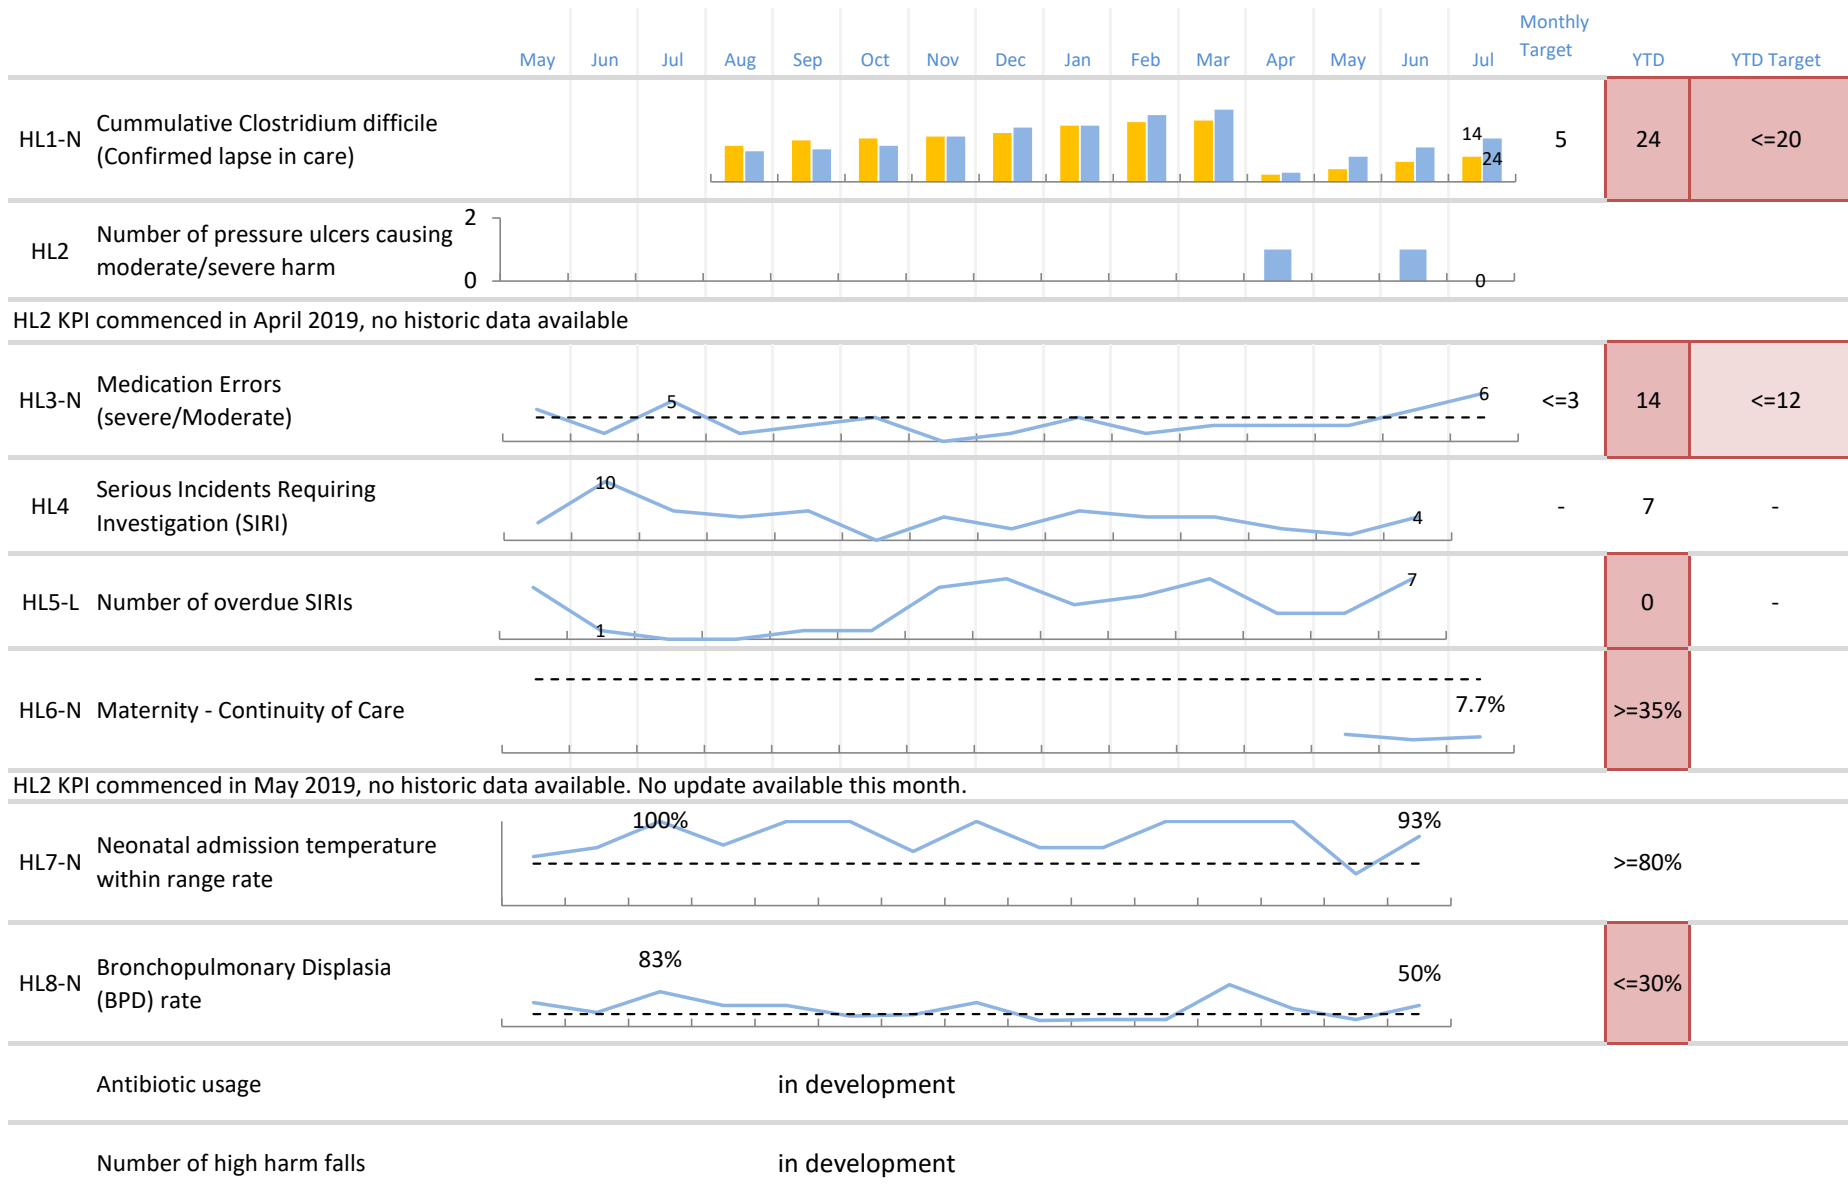 Monthly
Target
May Jun Jul Aug Sep Oct Nov Dec Jan Feb Mar Apr May Jun Jul YTD YTD Target
HL1-N Cummulative Clostridium difficile
(Confirmed lapse in care)
14
24
5 24 <=20
HL2 Number of pressure ulcers causing
moderate/severe harm
2
0
0
HL2 KPI commenced in April 2019, no historic data available
HL3-N Medication Errors
(severe/Moderate)
5 6
<=3 14 <=12
HL4 Serious Incidents Requiring
Investigation (SIRI)
10 4
- 7 -
HL5-L Number of overdue SIRIs
1 7
0 -
HL6-N Maternity - Continuity of Care
7.7%
>=35%
HL2 KPI commenced in May 2019, no historic data available. No update available this month.
HL7-N Neonatal admission temperature
within range rate
100% 93%
>=80%
HL8-N Bronchopulmonary Displasia
(BPD) rate
83% 50%
<=30%
Antibiotic usage in development
Number of high harm falls in development